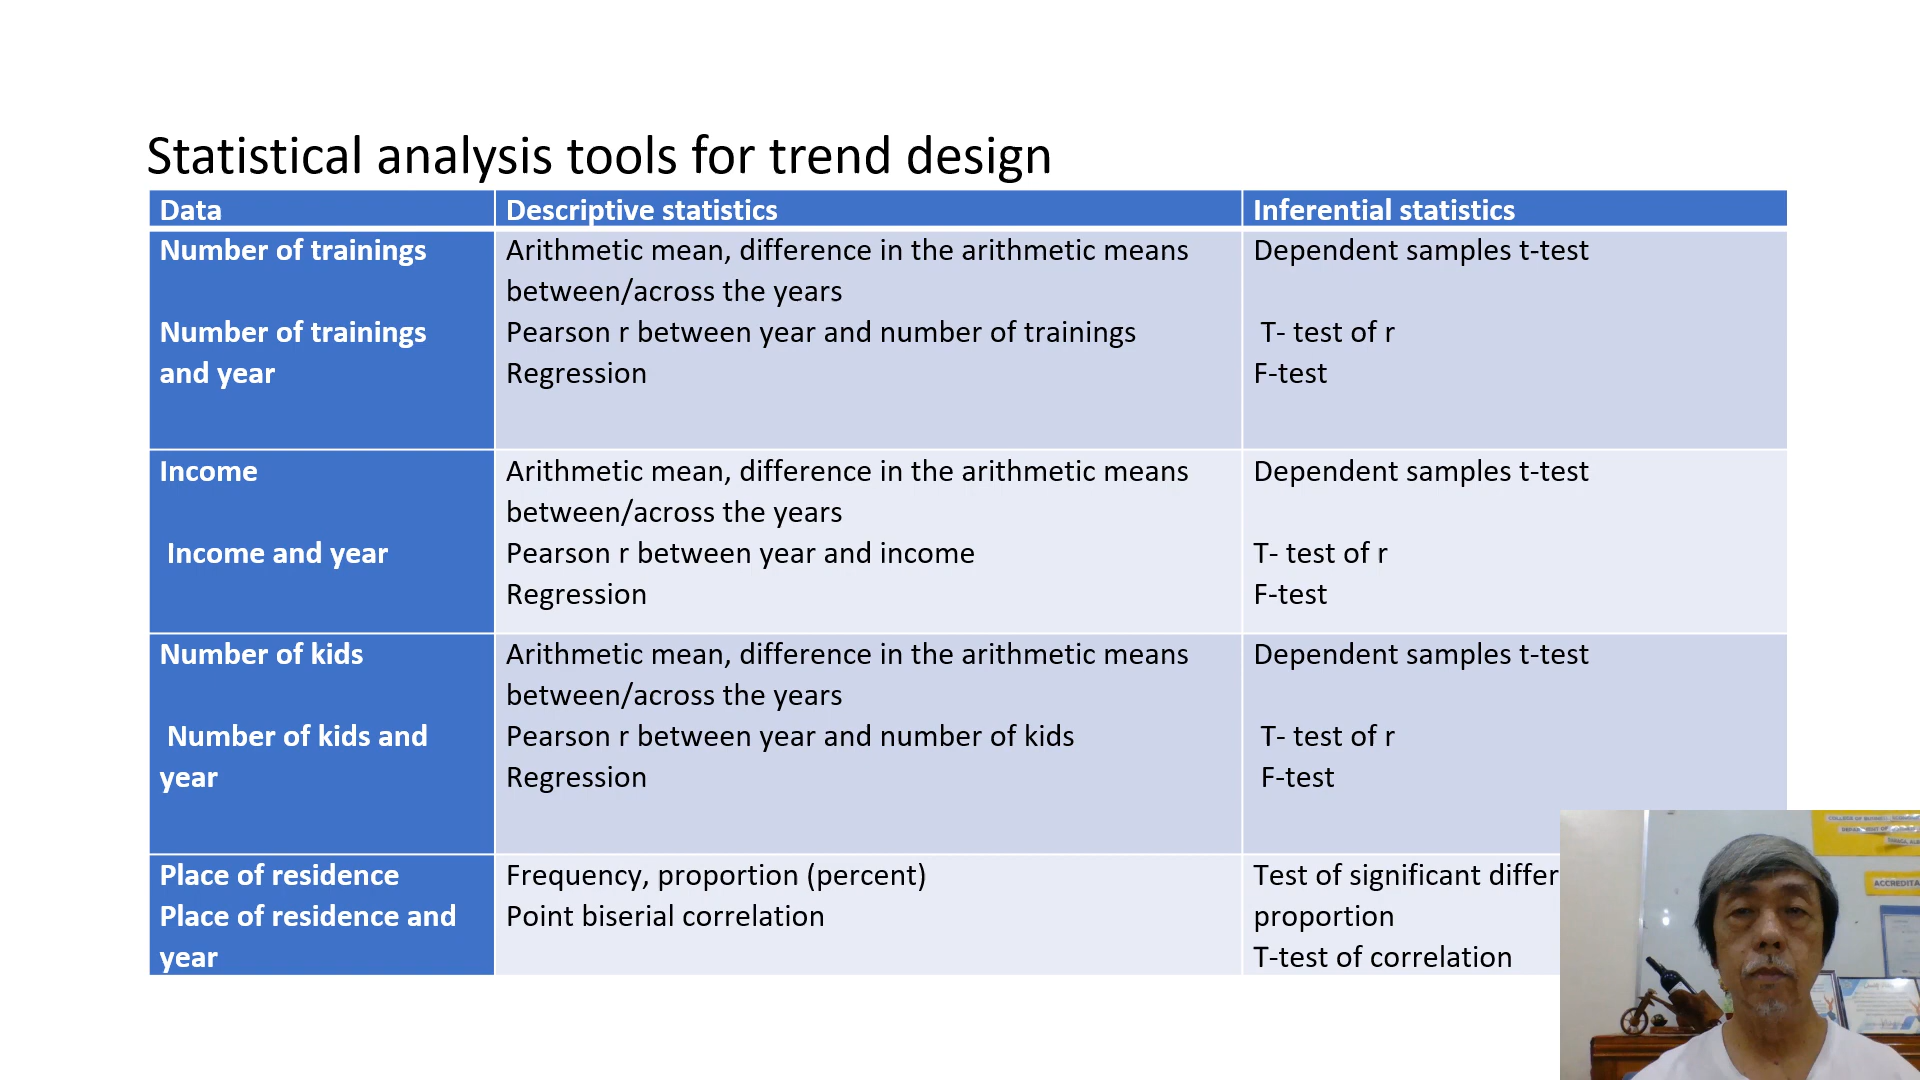 Statistical analysis tools for trend design
Data
Descriptive statistics
Inferential statistics
Number of trainings
Number of trainings
and year
Arithmetic mean, difference in the arithmetic means
between/across the years
Pearson r between year and number of trainings
Regression
Dependent samples t-test
T- test of r
F-test
Income
Income and year
Arithmetic mean, difference in the arithmetic means
between/across the years
Pearson r between year and income
Regression
Dependent samples t-test
T- test of r
F-test
Number of kids
Number of kids and
year
Arithmetic mean, difference in the arithmetic means
between/across the years
Pearson r between year and number of kids
Regression
Dependent samples t-test
T- test of r
F-test
Place of residence
Place of residence and
year
Frequency, proportion (percent)
Point biserial correlation
Test of significant differ
proportion
T-test of correlation
ACCREDITA